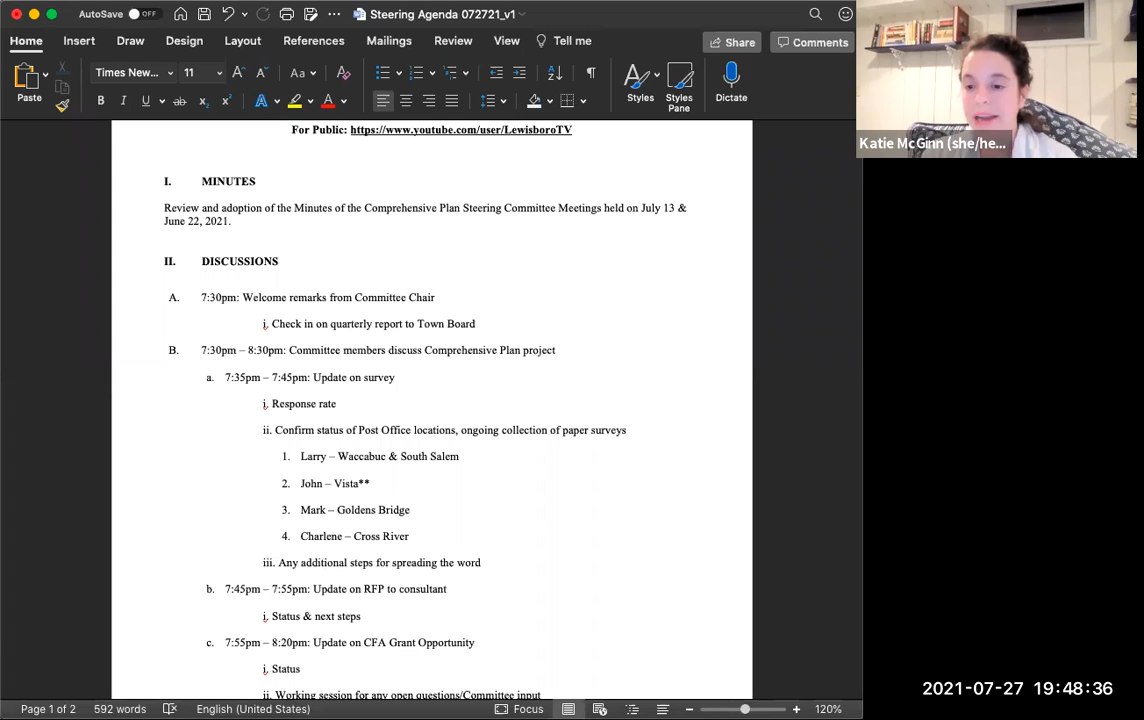 AutoSave OFF Steering Agenda 072721_v1
Home Insert Draw Design Layout References Mailings Review View Tell me Share Comments
Paste Times New... 11 Aa Styles Styles Pane Dictate
For Public: https://www.youtube.com/user/LewisboroTV
I. MINUTES
Review and adoption of the Minutes of the Comprehensive Plan Steering Committee Meetings held on July 13 &
June 22, 2021.
II. DISCUSSIONS
A. 7:30pm: Welcome remarks from Committee Chair
i. Check in on quarterly report to Town Board
B. 7:30pm – 8:30pm: Committee members discuss Comprehensive Plan project
a. 7:35pm – 7:45pm: Update on survey
i. Response rate
ii. Confirm status of Post Office locations, ongoing collection of paper surveys
1. Larry – Waccabuc & South Salem
2. John – Vista**
3. Mark – Goldens Bridge
4. Charlene – Cross River
iii. Any additional steps for spreading the word
b. 7:45pm – 7:55pm: Update on RFP to consultant
i. Status & next steps
c. 7:55pm – 8:20pm: Update on CFA Grant Opportunity
i. Status
ii. Working session for any open questions/Committee input
Page 1 of 2 592 words English (United States) Focus 120%
Katie McGinn (she/he...
2021-07-27 19:48:36